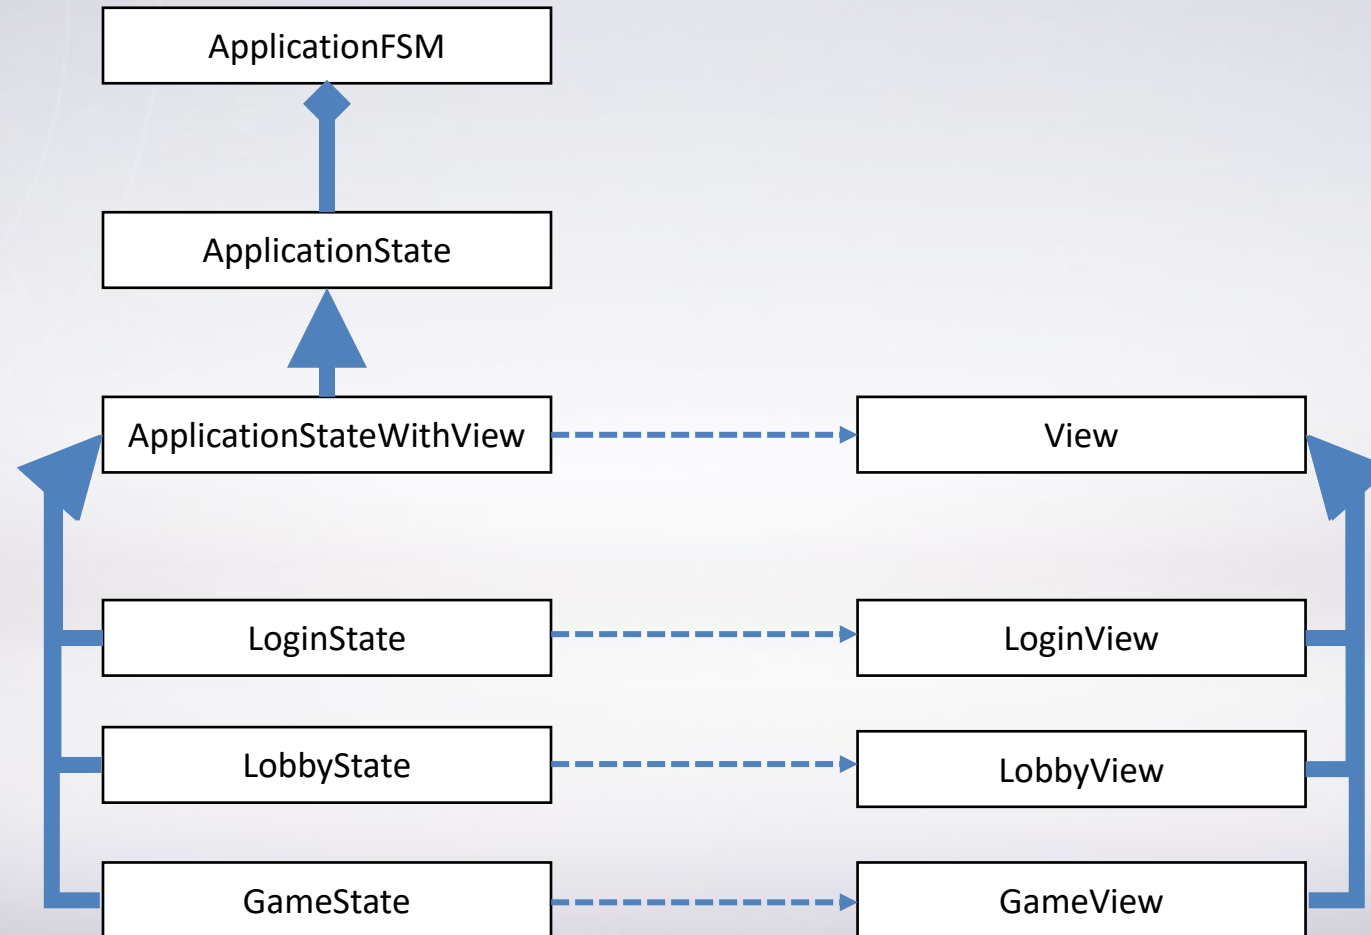 ApplicationFSM
ApplicationState
ApplicationStateWithView
View
LoginState
LoginView
LobbyState
LobbyView
GameState
GameView